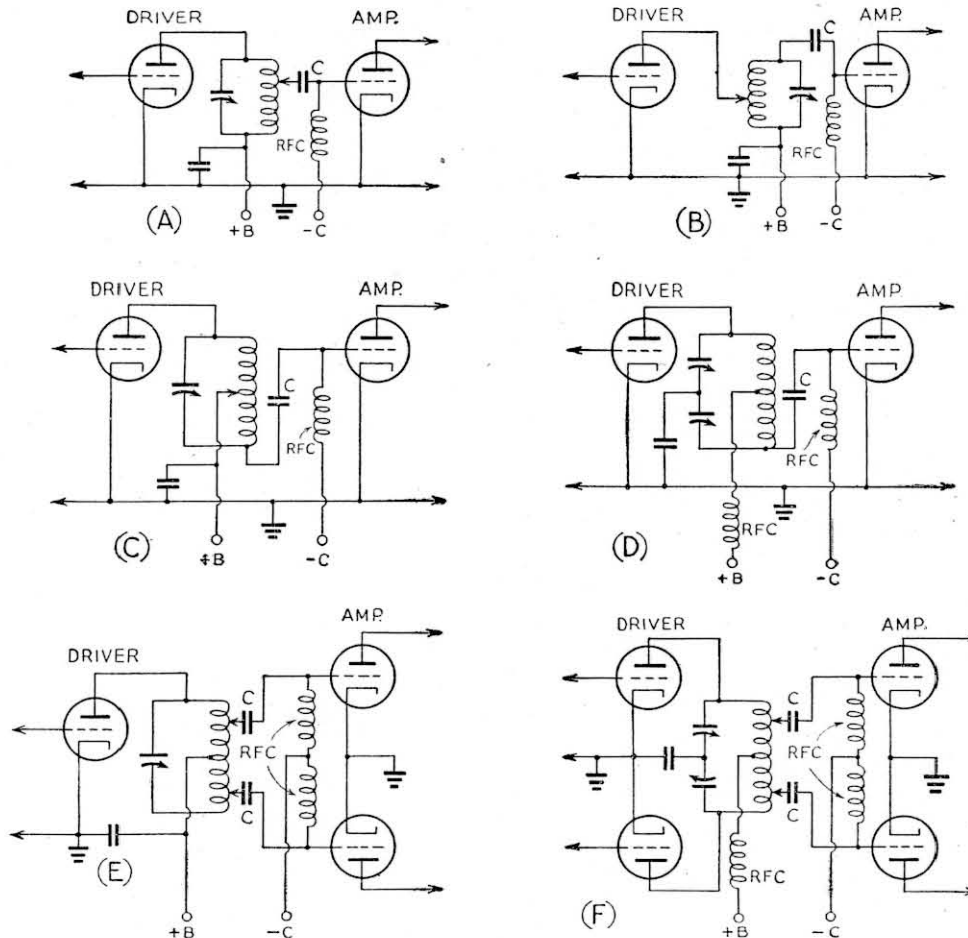 DRIVER
AMP.
C
RFC
+B
-C
(A)
DRIVER
AMP.
C
RFC
+B
-C
(B)
DRIVER
AMP.
C
RFC
+B
-C
(C)
DRIVER
AMP.
C
RFC
RFC
+B
-C
(D)
DRIVER
AMP.
C
RFC
C
+B
-C
(E)
DRIVER
AMP.
C
RFC
C
RFC
+B
-C
(F)